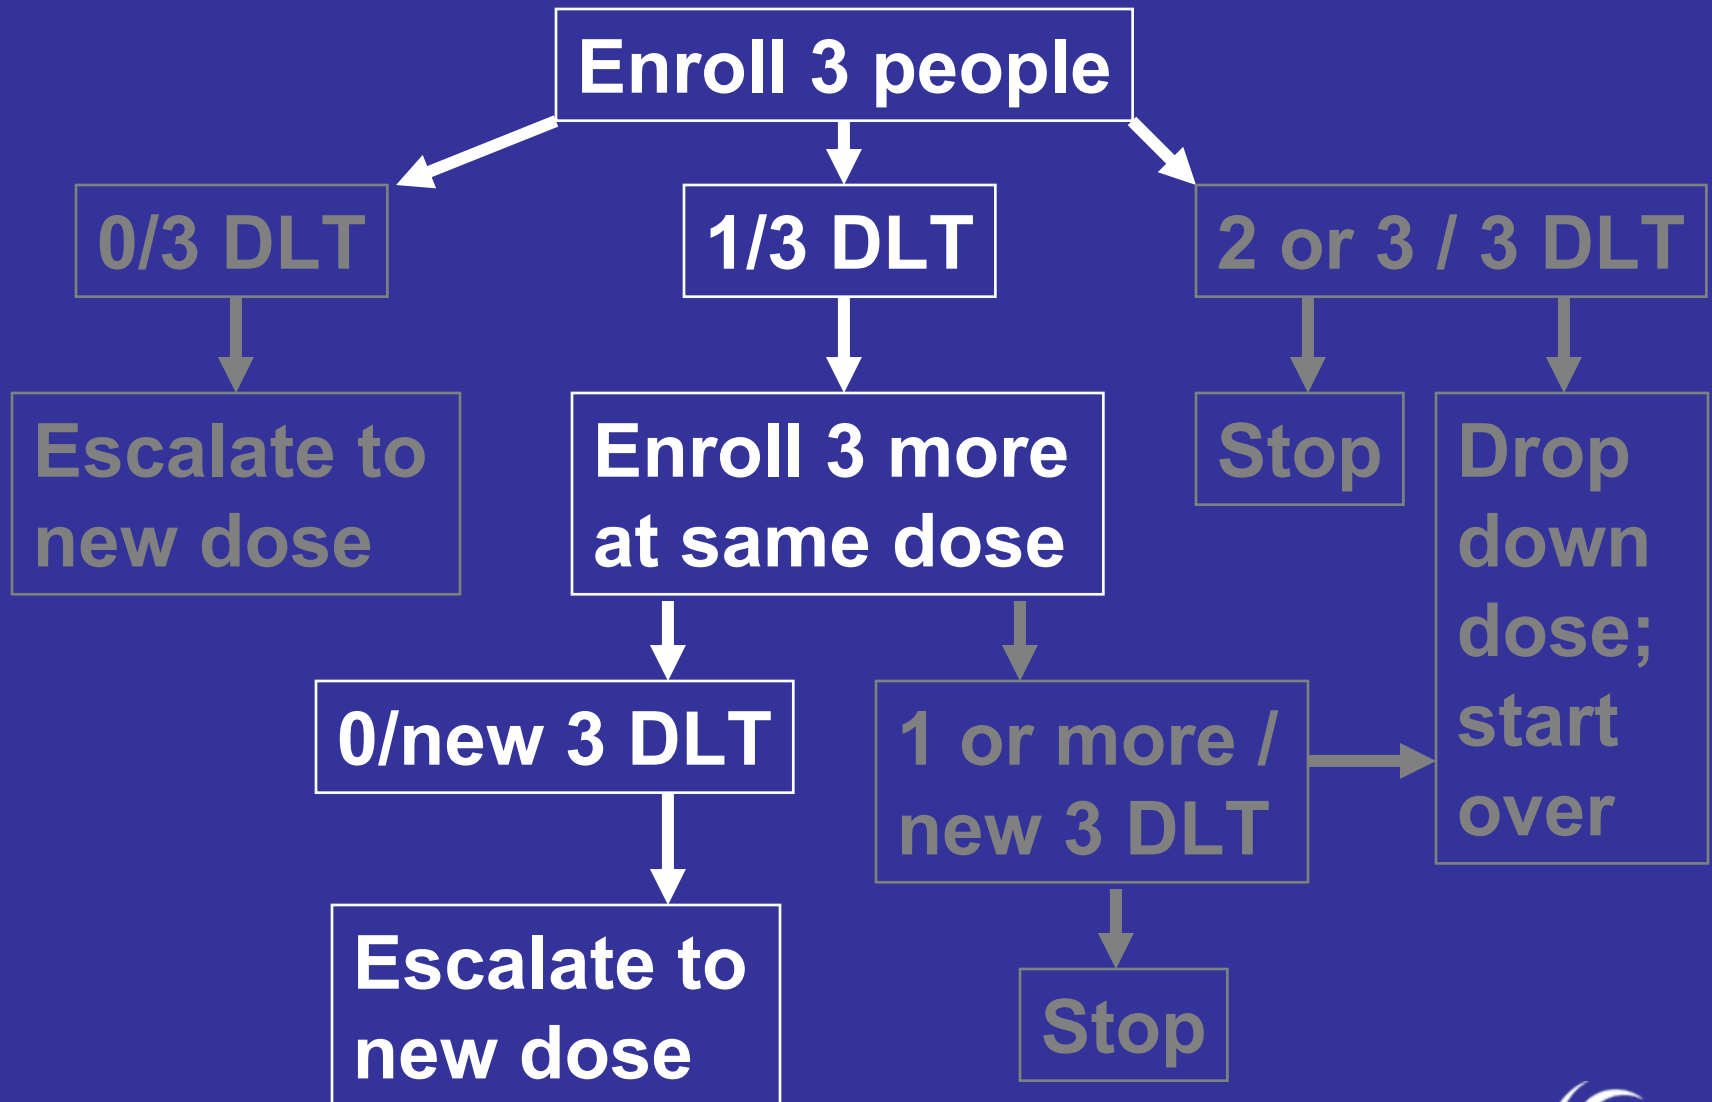 Enroll 3 people
0/3 DLT
1/3 DLT
2 or 3 / 3 DLT
Escalate to
new dose
Enroll 3 more
at same dose
Stop
Drop
down
dose;
start
over
0/new 3 DLT
1 or more /
new 3 DLT
Escalate to
new dose
Stop